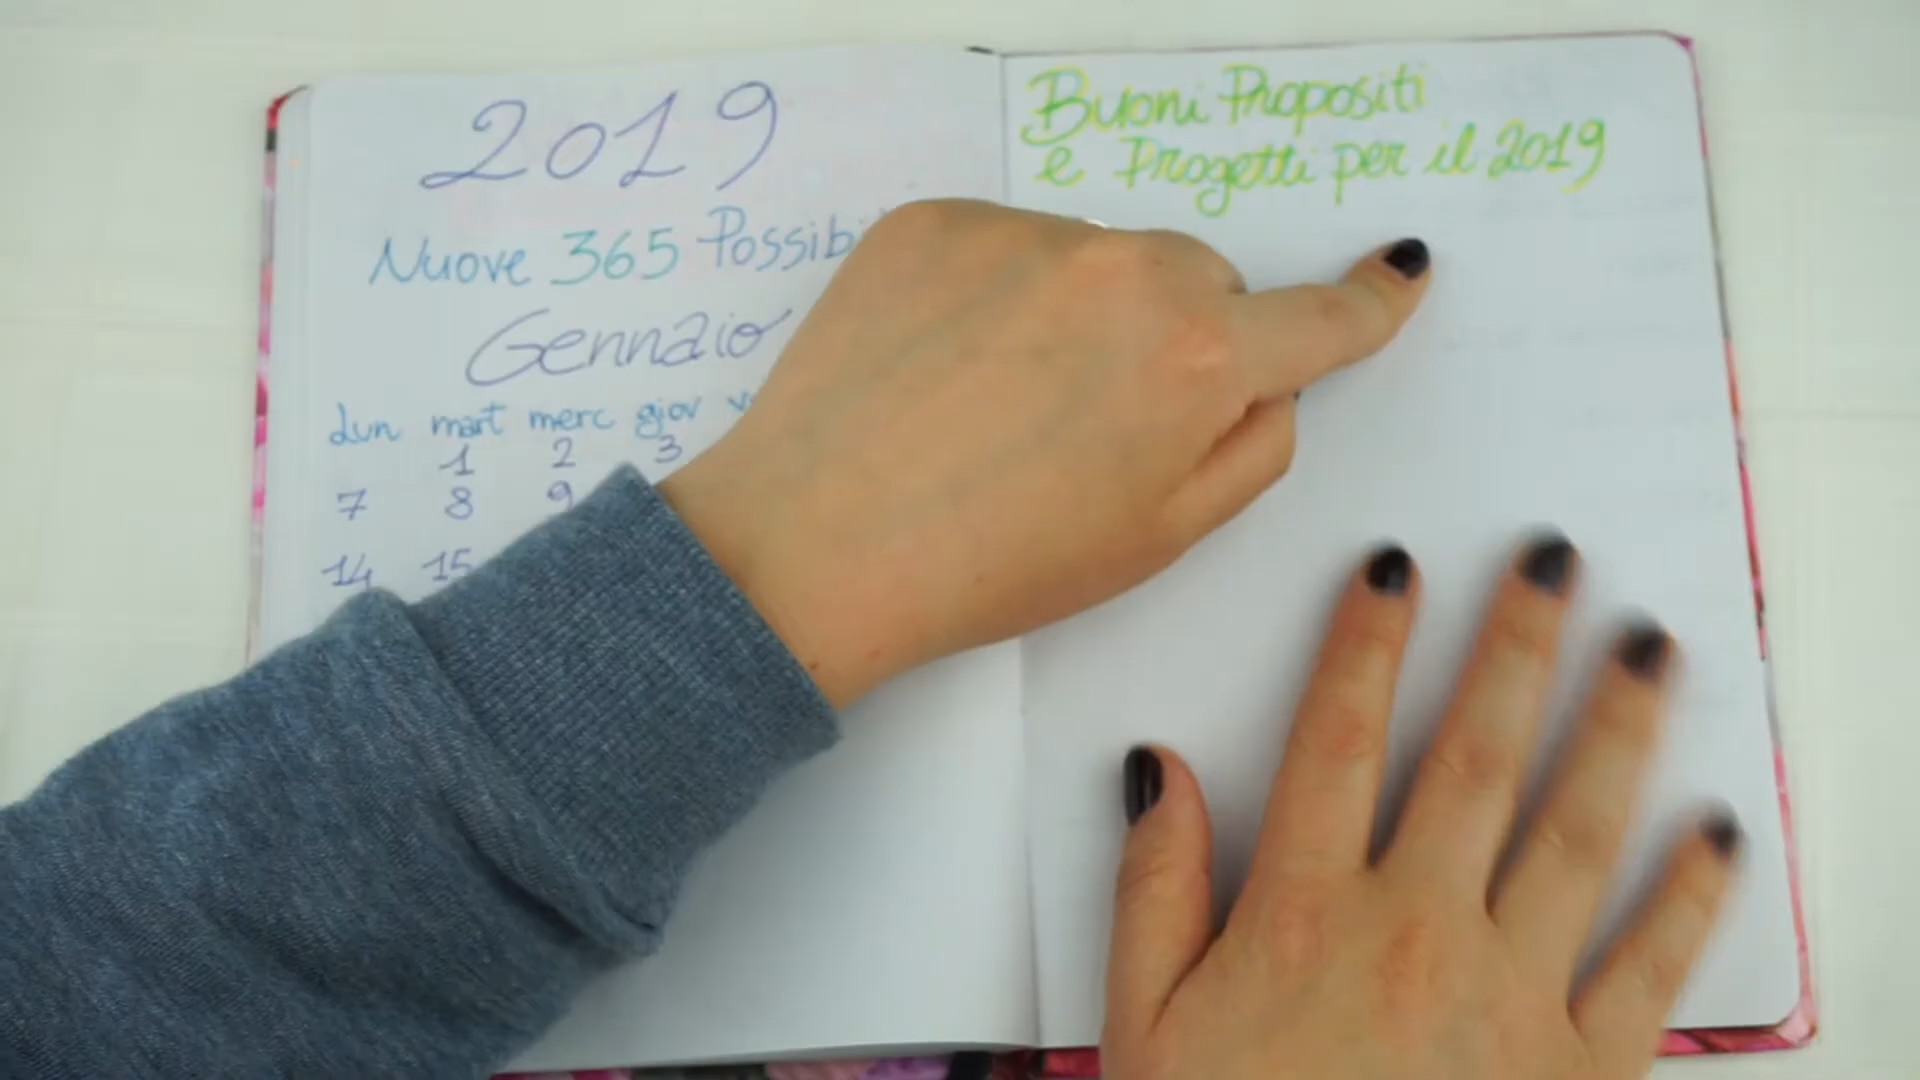 2019
Nuove 365
Gennaio
lun mart merc giov
1 2 3
7 8 9
14 15
Buoni Propositi
e Progetti per il 2019